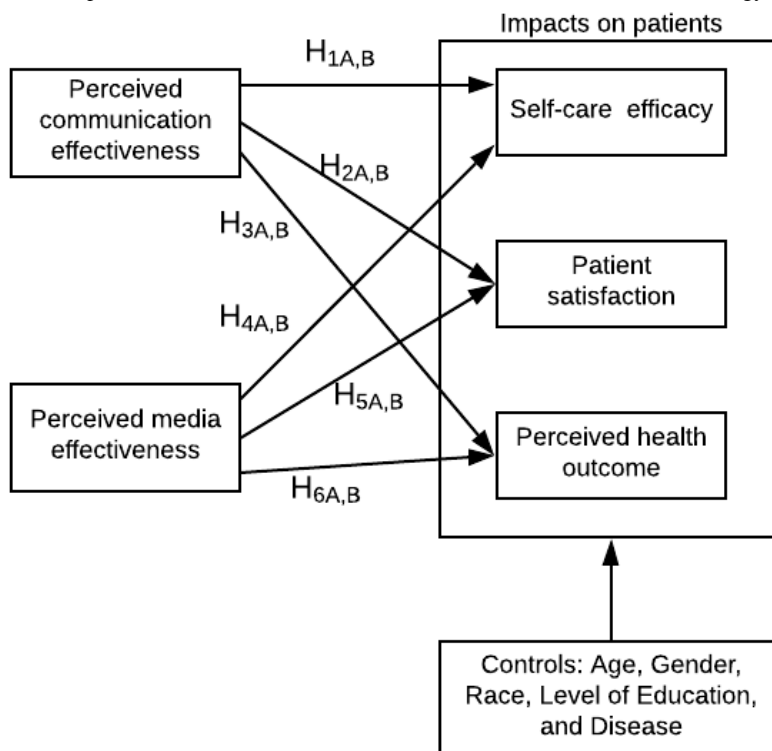 Impacts on patients
H1A,B
Perceived
communication
effectiveness
Self-care efficacy
H2A,B
H3A,B
Patient
satisfaction
H4A,B
H5A,B
Perceived media
effectiveness
Perceived health
outcome
H6A,B
Controls: Age, Gender,
Race, Level of Education,
and Disease